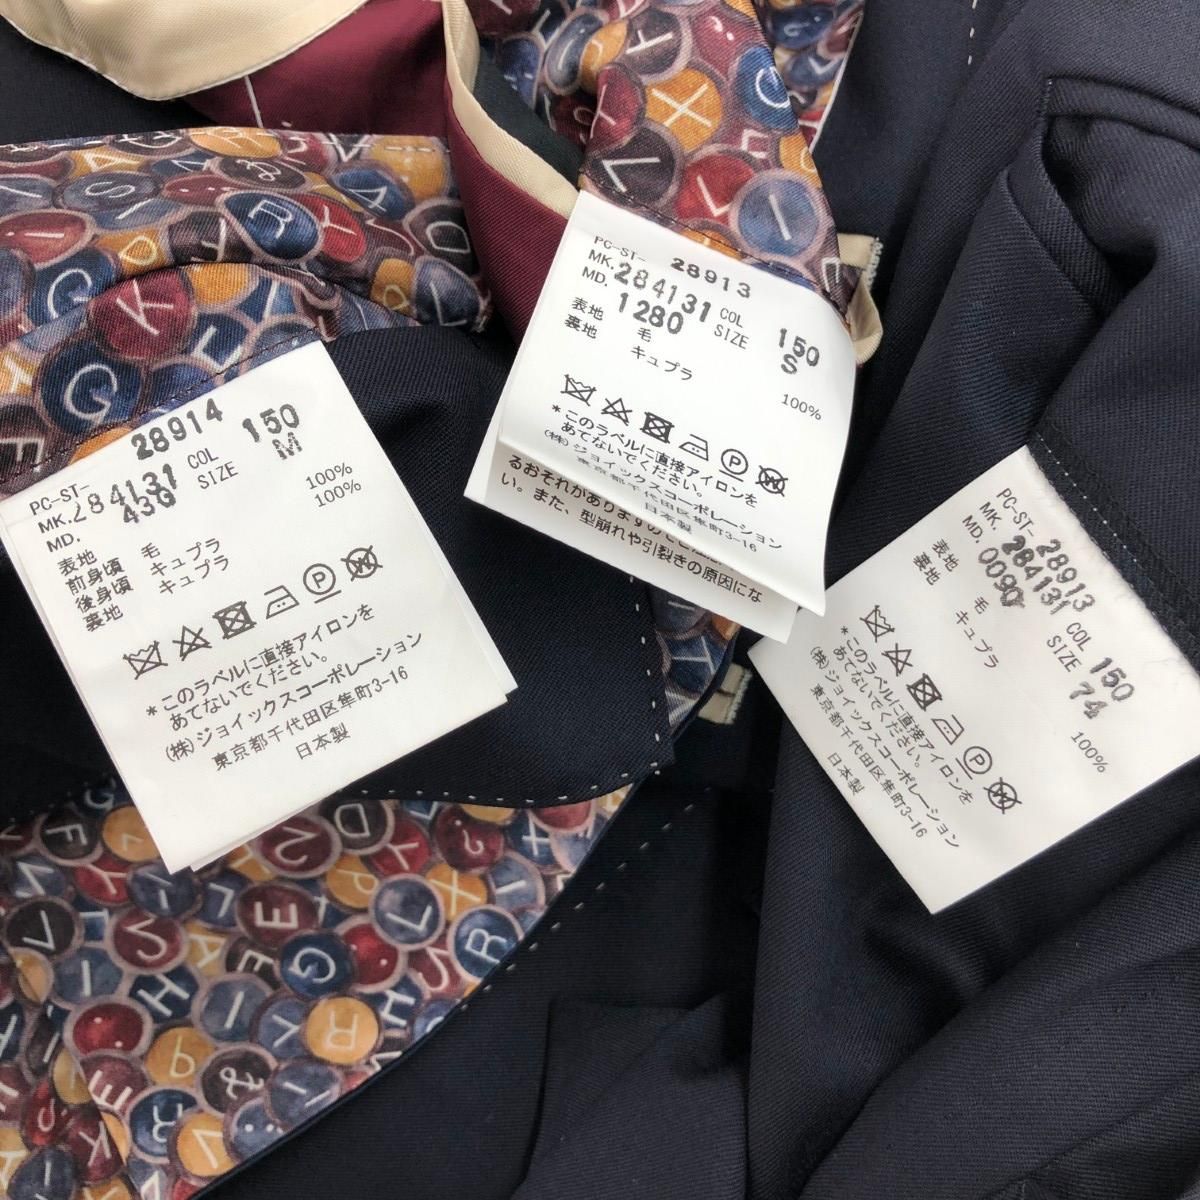 PC-ST- 28914
MK. 284131 COL 150
MD. 430 SIZE M
表地 毛 100%
前身頃 キュプラ 100%
後身頃 キュプラ
裏地
*このラベルに直接アイロンを
あてないでください。
(株)ジョイックスコーポレーション
東京都千代田区隼町3-16
日本製
PC-ST- 28913
MK. 284131 COL 150
MD. 1280 SIZE S
表地 毛
裏地 キュプラ 100%
*このラベルに直接アイロンを
あてないでください。
(株)ジョイックスコーポレーション
東京都千代田区隼町3-16
日本製
るおそれがありますので
い。また、型崩れや引裂きの原因にな
PC-ST- 28913
MK. 284131 COL 150
MD. 0090 SIZE 74
表地 毛
裏地 キュプラ 100%
*このラベルに直接アイロンを
あてないでください。
(株)ジョイックスコーポレーション
東京都千代田区隼町3-16
日本製